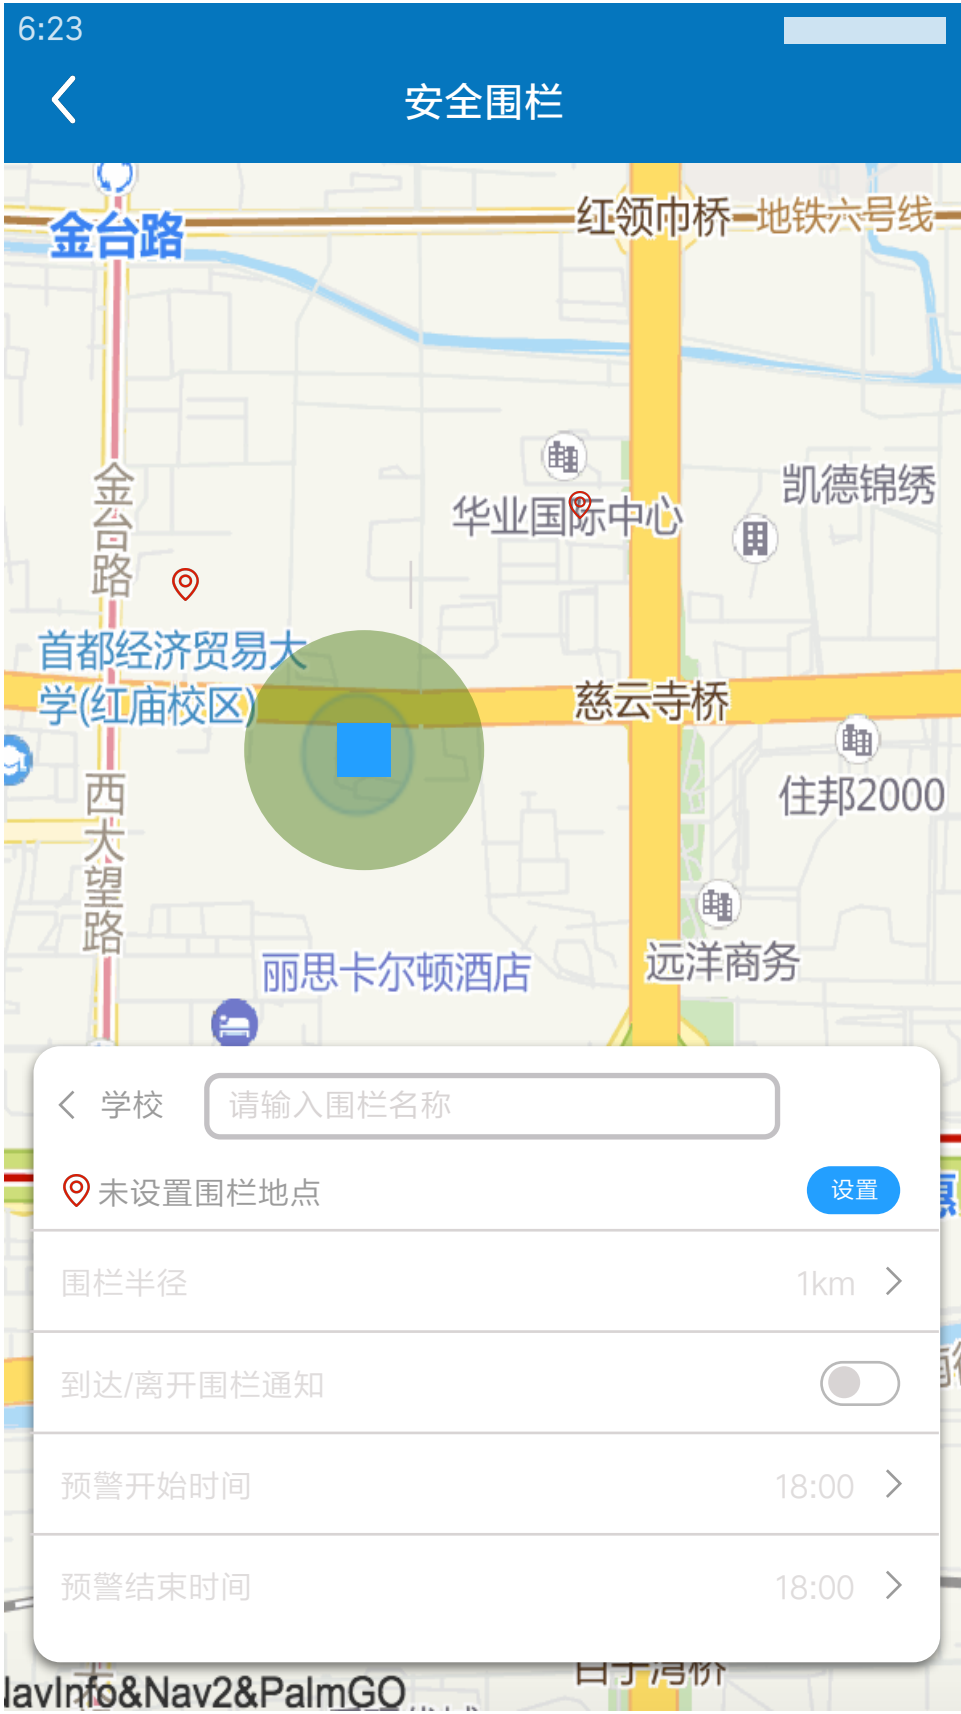 6:23
安全围栏
金台路
红领巾桥
地铁六号线
金台路
华业国际中心
凯德锦绣
首都经济贸易大
学(红庙校区)
慈云寺桥
西大望路
住邦2000
丽思卡尔顿酒店
远洋商务
学校
请输入围栏名称
未设置围栏地点
设置
围栏半径
1km
到达/离开围栏通知
预警开始时间
18:00
预警结束时间
18:00
NavInfo&Nav2&PalmGO